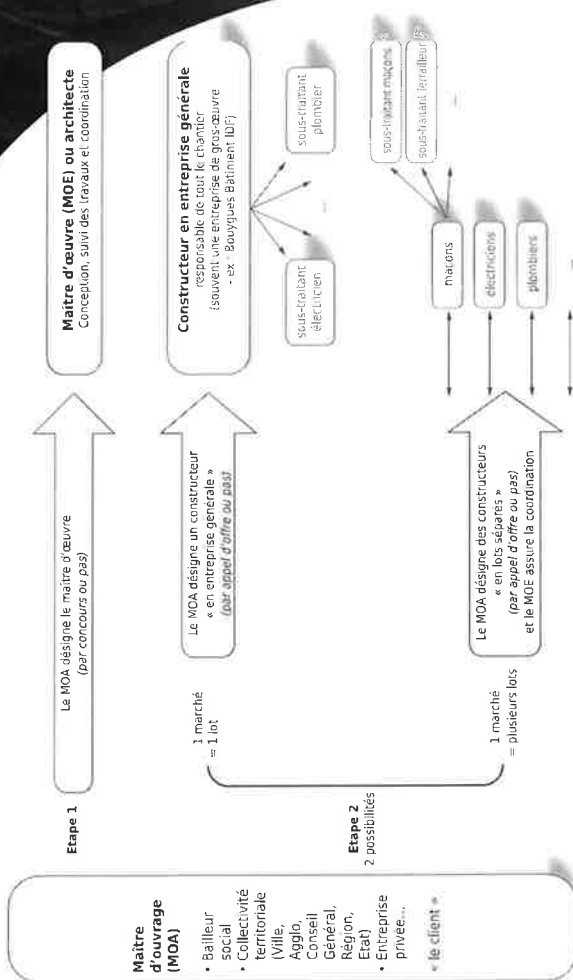 Maître
d'ouvrage
(MOA)
• Bailleur
social
• Collectivité
territoriale
(Ville,
Agglo,
Conseil
Général,
Région,
Etat)
• Entreprise
privée...
« le client »
Etape 1
Le MOA désigne le maître d'œuvre
(par concours ou pas)
Maître d'œuvre (MOE) ou architecte
Conception, suivi des travaux et coordination
Etape 2
2 possibilités
1 marché
= 1 lot
Le MOA désigne un constructeur
« en entreprise générale »
(par appel d'offre ou pas)
Constructeur en entreprise générale
responsable de tout le chantier
(souvent une entreprise de gros-œuvre
- ex : Bouygues Bâtiment IDF)
sous-traitant
électricien
...
sous-traitant
plombier
1 marché
= plusieurs lots
Le MOA désigne des constructeurs
« en lots séparés »
(par appel d'offre ou pas)
et le MOE assure la coordination
maçons
électriciens
plombiers
...
sous-traitant maçons
sous-traitant ferrailleur
...